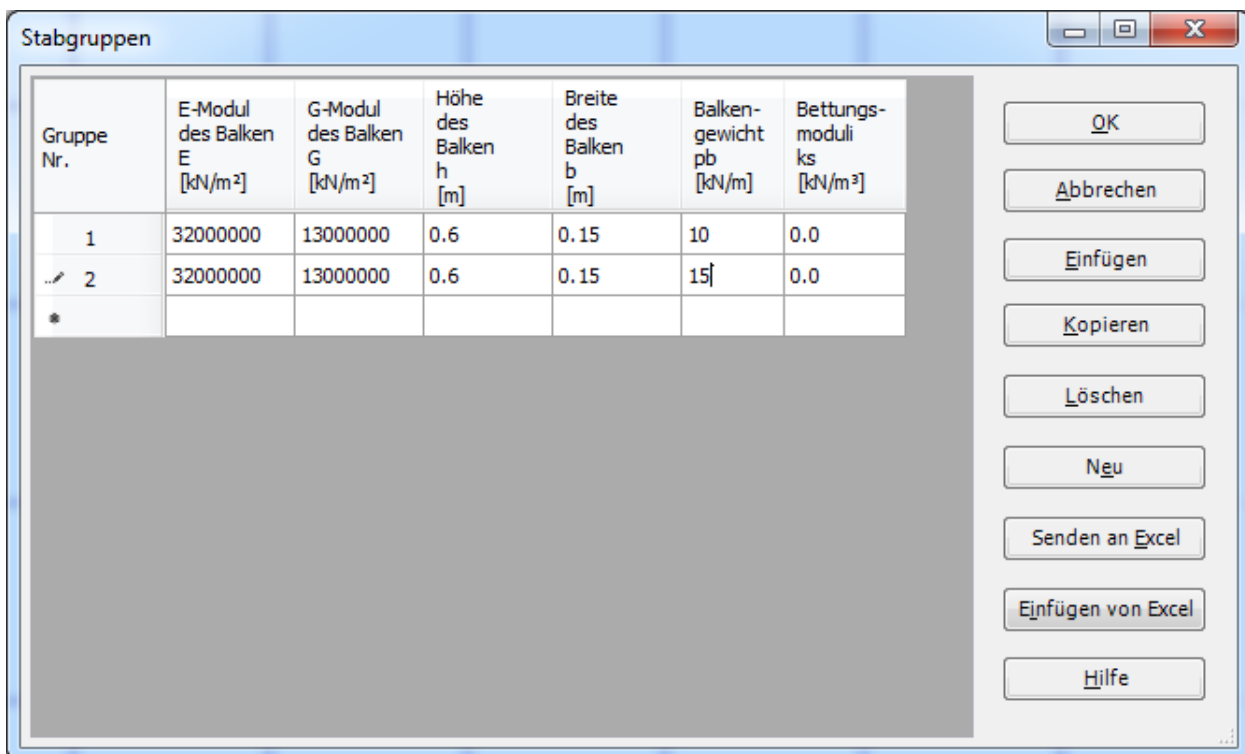 Stabgruppen
Gruppe
Nr.
E-Modul
des Balken
E
[kN/m²]
G-Modul
des Balken
G
[kN/m²]
Höhe
des
Balken
h
[m]
Breite
des
Balken
b
[m]
Balken-
gewicht
pb
[kN/m]
Bettungs-
moduli
ks
[kN/m³]
1 32000000 13000000 0.6 0.15 10 0.0
2 32000000 13000000 0.6 0.15 15 0.0
OK
Abbrechen
Einfügen
Kopieren
Löschen
Neu
Senden an Excel
Einfügen von Excel
Hilfe